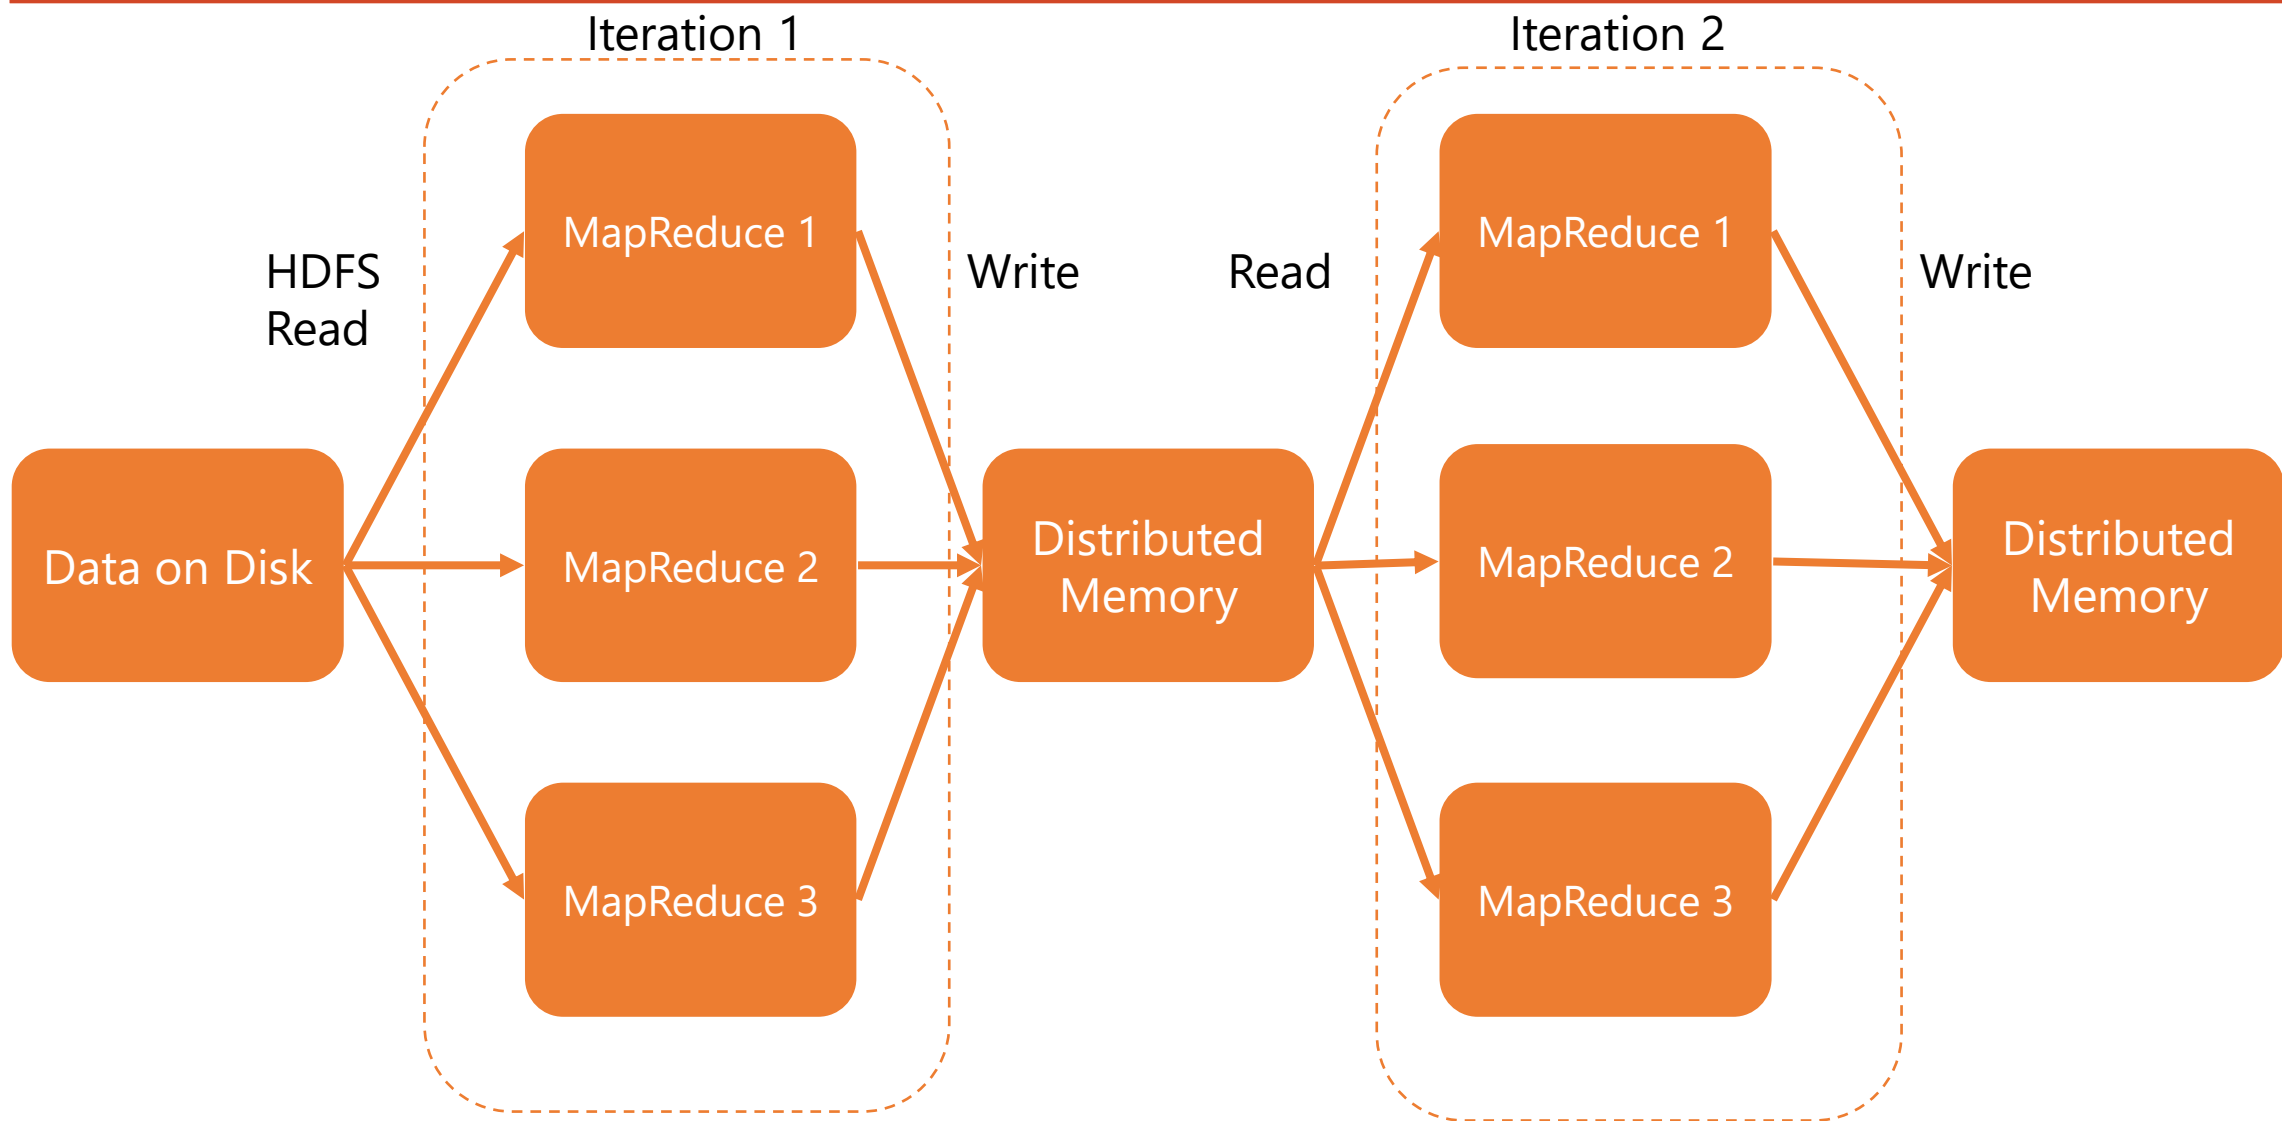 Iteration 1
Iteration 2
HDFS
Read
Write
Read
Write
MapReduce 1
MapReduce 1
Data on Disk
MapReduce 2
Distributed
Memory
MapReduce 2
Distributed
Memory
MapReduce 3
MapReduce 3